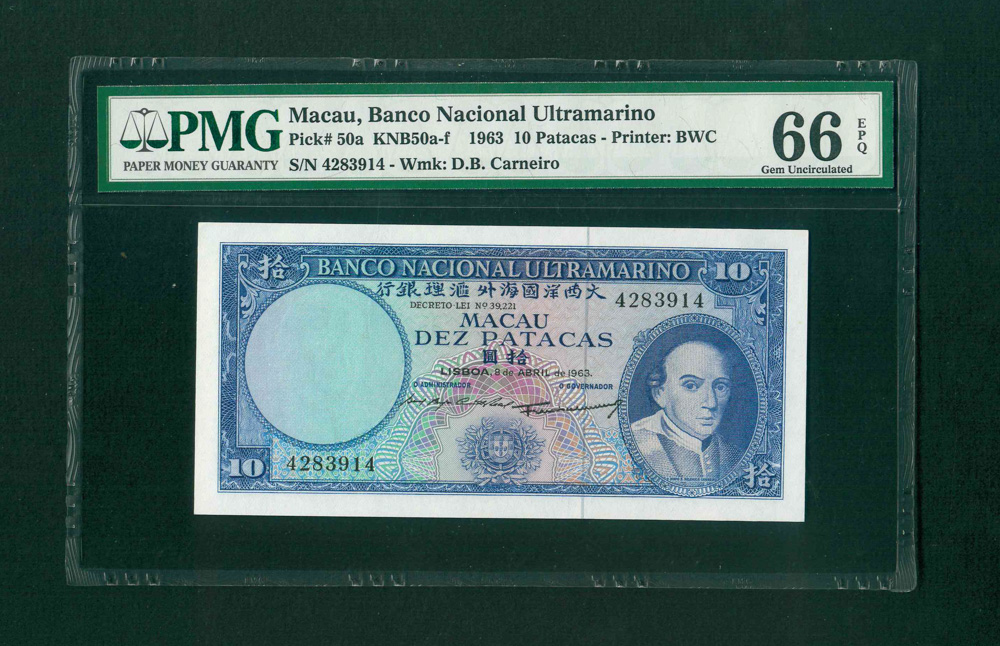 PMG
PAPER MONEY GUARANTY
Macau, Banco Nacional Ultramarino
Pick# 50a KNB50a-f 1963 10 Patacas - Printer: BWC
S/N 4283914 - Wmk: D.B. Carneiro
66 EPQ
Gem Uncirculated
拾 BANCO NACIONAL ULTRAMARINO 10
行銀理滙外海國洋西大
DECRETO-LEI Nº 39,221
4283914
MACAU
DEZ PATACAS
圓拾
LISBOA, 8 de ABRIL de 1963.
O ADMINISTRADOR O GOVERNADOR
10 4283914
拾